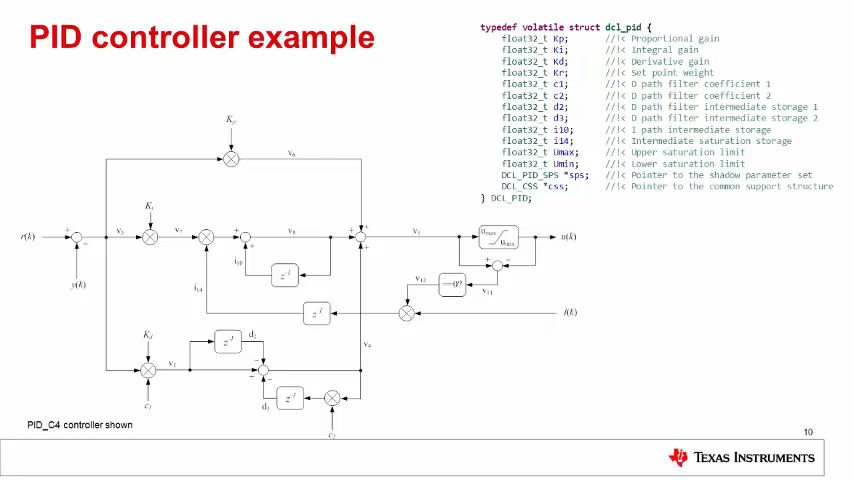 PID controller example
typedef volatile struct dcl_pid {
float32_t Kp; //!< Proportional gain
float32_t Ki; //!< Integral gain
float32_t Kd; //!< Derivative gain
float32_t Kr; //!< Set point weight
float32_t c1; //!< D path filter coefficient 1
float32_t c2; //!< D path filter coefficient 2
float32_t d2; //!< D path filter intermediate storage 1
float32_t d3; //!< D path filter intermediate storage 2
float32_t i10; //!< I path intermediate storage
float32_t i14; //!< Intermediate saturation storage
float32_t Umax; //!< Upper saturation limit
float32_t Umin; //!< Lower saturation limit
DCL_PID_SPS *sps; //!< Pointer to the shadow parameter set
DCL_CSS *css; //!< Pointer to the common support structure
} DCL_PID;
Kp
v6
Ki
r(k) + − v5 v7 + + v8 + + + v9 umax umin u(k)
i10
z-1
+ −
v12
==0?
v11
y(k)
i14
z-1
l(k)
Kd
z-1
d2
v4
v1
+ − −
c1
d3
z-1
c2
PID_C4 controller shown
10
TEXAS INSTRUMENTS